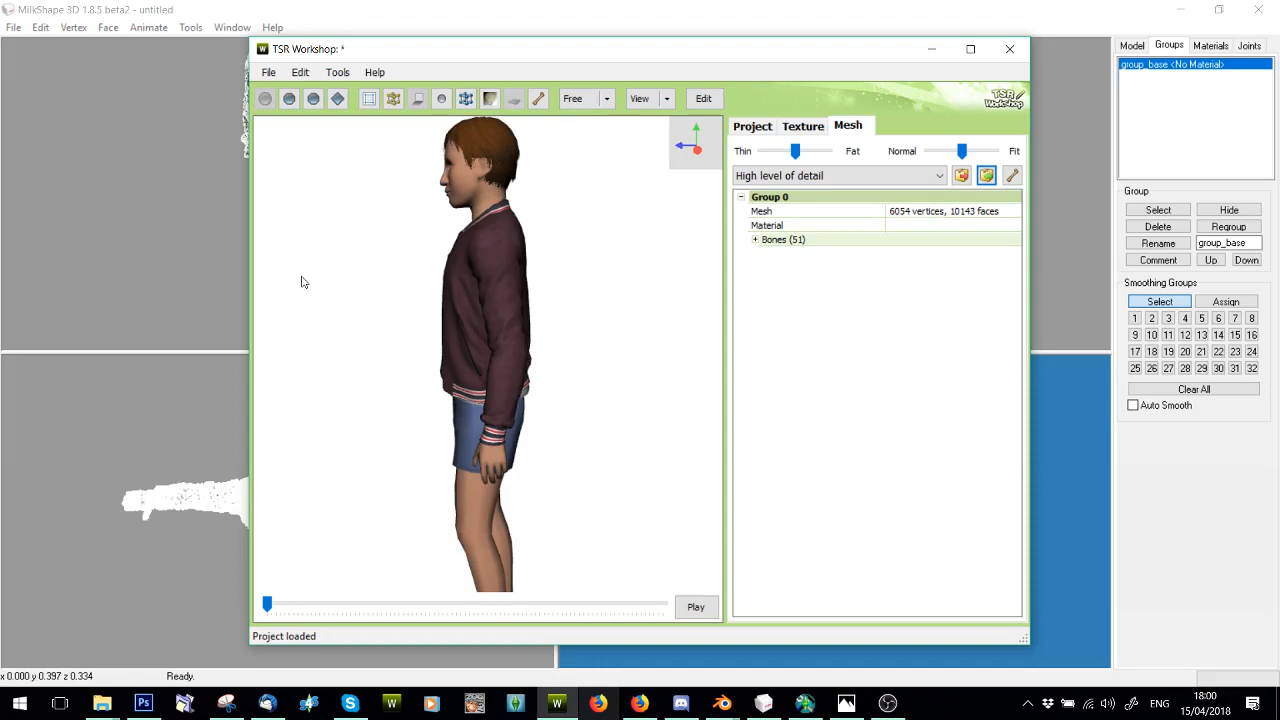 MilkShape 3D 1.8.5 beta2 - untitled
File Edit Vertex Face Animate Tools Window Help
Model Groups Materials Joints
group_base <No Material>
TSR Workshop: *
File Edit Tools Help
Free View Edit
TSR Workshop
Project Texture Mesh
Thin Fat Normal Fit
High level of detail
Group 0
Mesh 6054 vertices, 10143 faces
Material
Bones (51)
Play
Project loaded
Group
Select Hide
Delete Regroup
Rename group_base
Comment Up Down
Smoothing Groups
Select Assign
1 2 3 4 5 6 7 8
9 10 11 12 13 14 15 16
17 18 19 20 21 22 23 24
25 26 27 28 29 30 31 32
Clear All
Auto Smooth
x 0.000 y 0.397 z 0.334 Ready.
Ps
W
W
S
ENG
18:00
15/04/2018